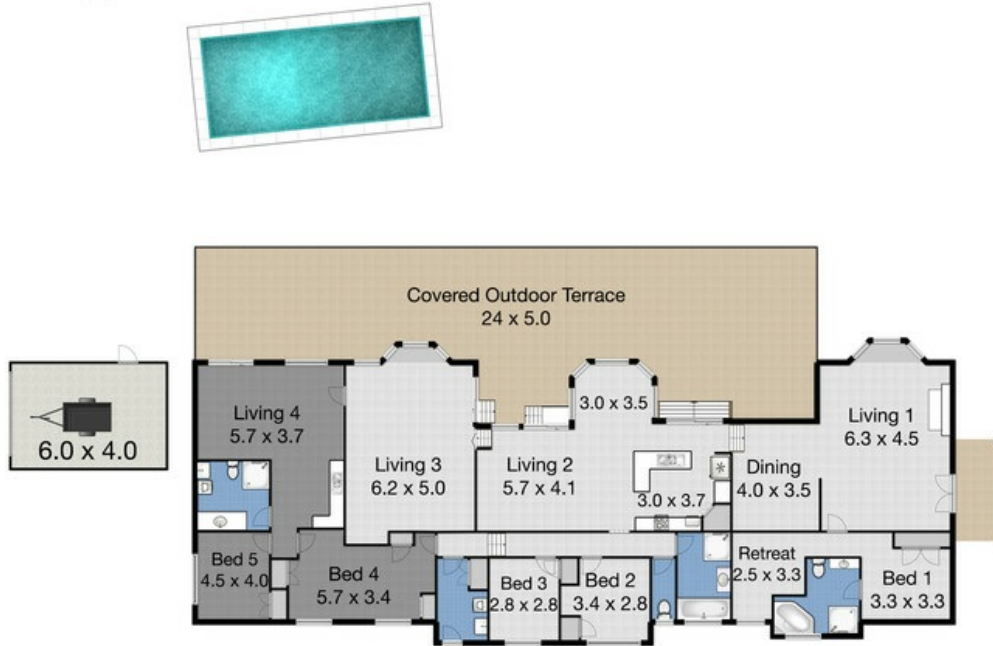 Covered Outdoor Terrace
24 x 5.0
6.0 x 4.0
Living 4
5.7 x 3.7
Living 3
6.2 x 5.0
Living 2
5.7 x 4.1
3.0 x 3.5
3.0 x 3.7
Dining
4.0 x 3.5
Living 1
6.3 x 4.5
Bed 5
4.5 x 4.0
Bed 4
5.7 x 3.4
Bed 3
2.8 x 2.8
Bed 2
3.4 x 2.8
Retreat
2.5 x 3.3
Bed 1
3.3 x 3.3